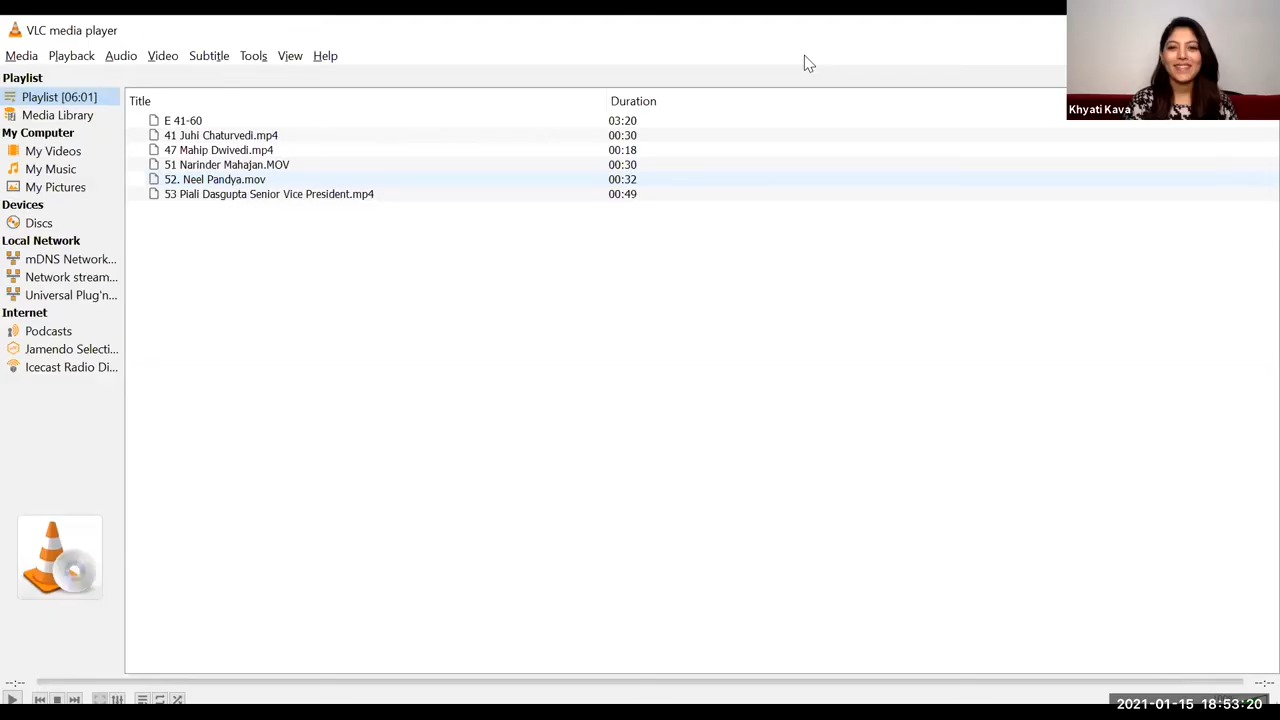 VLC media player
Media Playback Audio Video Subtitle Tools View Help
Playlist
Playlist [06:01]
Media Library
My Computer
My Videos
My Music
My Pictures
Devices
Discs
Local Network
mDNS Network...
Network stream...
Universal Plug'n...
Internet
Podcasts
Jamendo Selecti...
Icecast Radio Di...
Title Duration
E 41-60 03:20
41 Juhi Chaturvedi.mp4 00:30
47 Mahip Dwivedi.mp4 00:18
51 Narinder Mahajan.MOV 00:30
52. Neel Pandya.mov 00:32
53 Piali Dasgupta Senior Vice President.mp4 00:49
Khyati Kava
--:-- --:--
2021-01-15 18:53:20